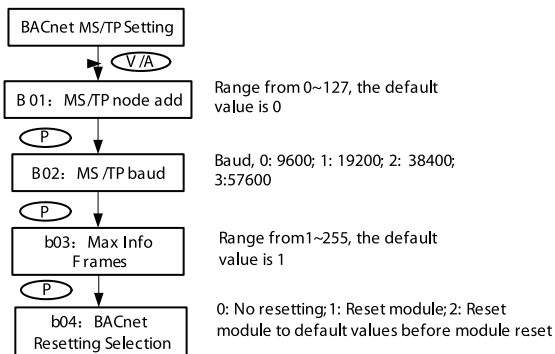 BACnet MS/TP Setting
V/A
B 01: MS/TP node add
Range from 0~127, the default
value is 0
P
B02: MS /TP baud
Baud, 0: 9600; 1: 19200; 2: 38400;
3:57600
P
b03: Max Info
Frames
Range from1~255, the default
value is 1
P
b04: BACnet
Resetting Selection
0: No resetting; 1: Reset module; 2: Reset
module to default values before module reset